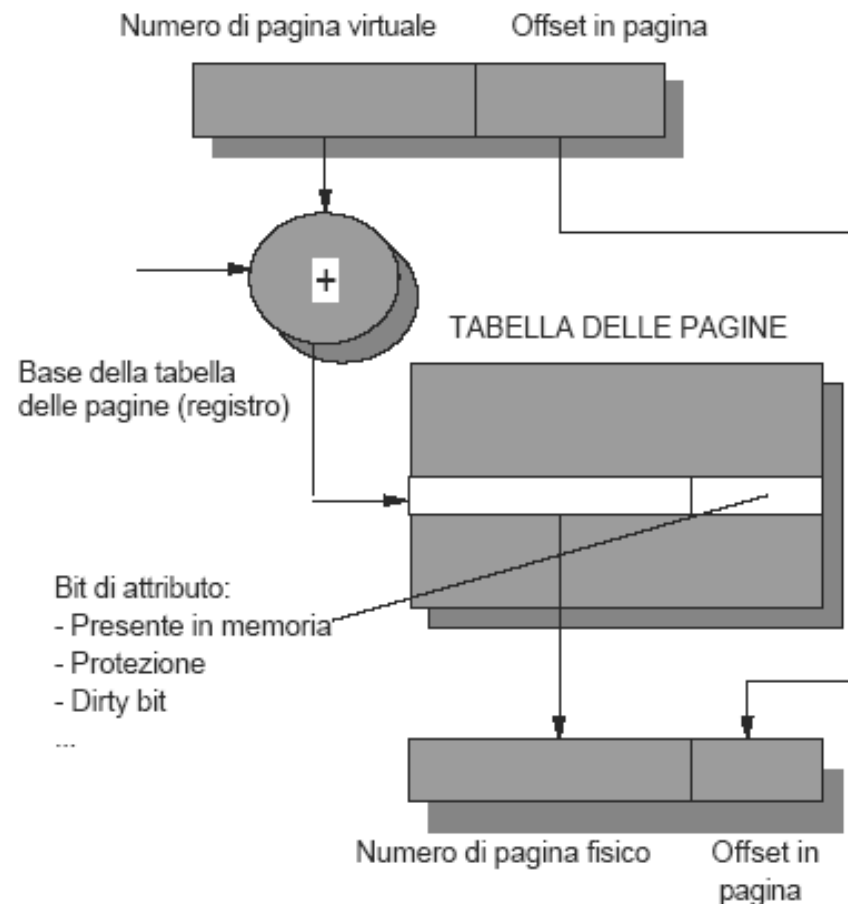 Numero di pagina virtuale
Offset in pagina
+
TABELLA DELLE PAGINE
Base della tabella
delle pagine (registro)
Bit di attributo:
- Presente in memoria
- Protezione
- Dirty bit
...
Numero di pagina fisico
Offset in
pagina